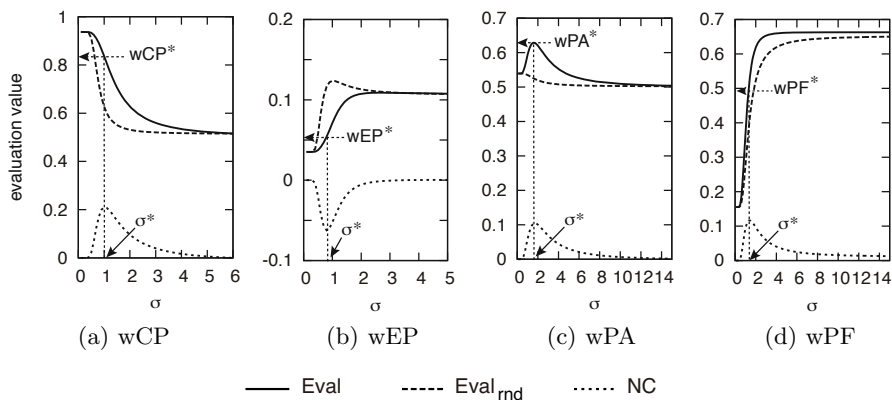 evaluation value
1
0.8
0.6
0.4
0.2
0
0 1 2 3 4 5 6
wCP*
σ*
σ
(a) wCP
0.2
0.1
0
-0.1
0 1 2 3 4 5
wEP*
σ*
σ
(b) wEP
0.7
0.6
0.5
0.4
0.3
0.2
0.1
0
0 2 4 6 8 10 12 14
wPA*
σ*
σ
(c) wPA
0.7
0.6
0.5
0.4
0.3
0.2
0.1
0
0 2 4 6 8 10 12 14
wPF*
σ*
σ
(d) wPF
Eval Eval rnd NC